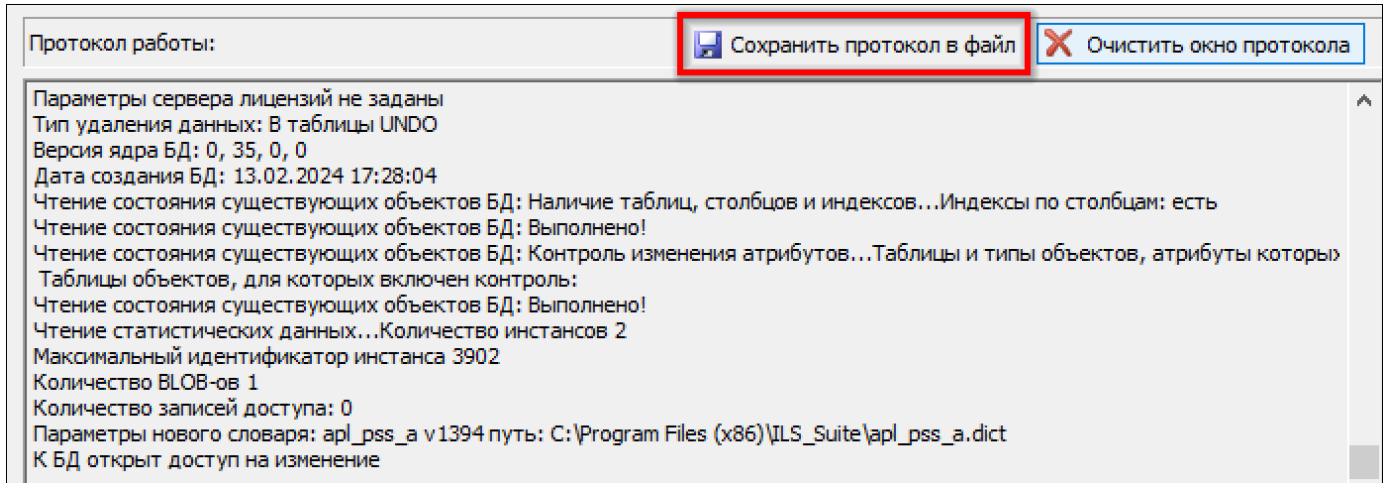 Протокол работы:
Сохранить протокол в файл
Очистить окно протокола
Параметры сервера лицензий не заданы
Тип удаления данных: В таблицы UNDO
Версия ядра БД: 0, 35, 0, 0
Дата создания БД: 13.02.2024 17:28:04
Чтение состояния существующих объектов БД: Наличие таблиц, столбцов и индексов...Индексы по столбцам: есть
Чтение состояния существующих объектов БД: Выполнено!
Чтение состояния существующих объектов БД: Контроль изменения атрибутов...Таблицы и типы объектов, атрибуты которы
Таблицы объектов, для которых включен контроль:
Чтение состояния существующих объектов БД: Выполнено!
Чтение статистических данных...Количество инстансов 2
Максимальный идентификатор инстанса 3902
Количество BLOB-ов 1
Количество записей доступа: 0
Параметры нового словаря: apl_pss_a v1394 путь: C:\Program Files (x86)\ILS_Suite\apl_pss_a.dict
К БД открыт доступ на изменение